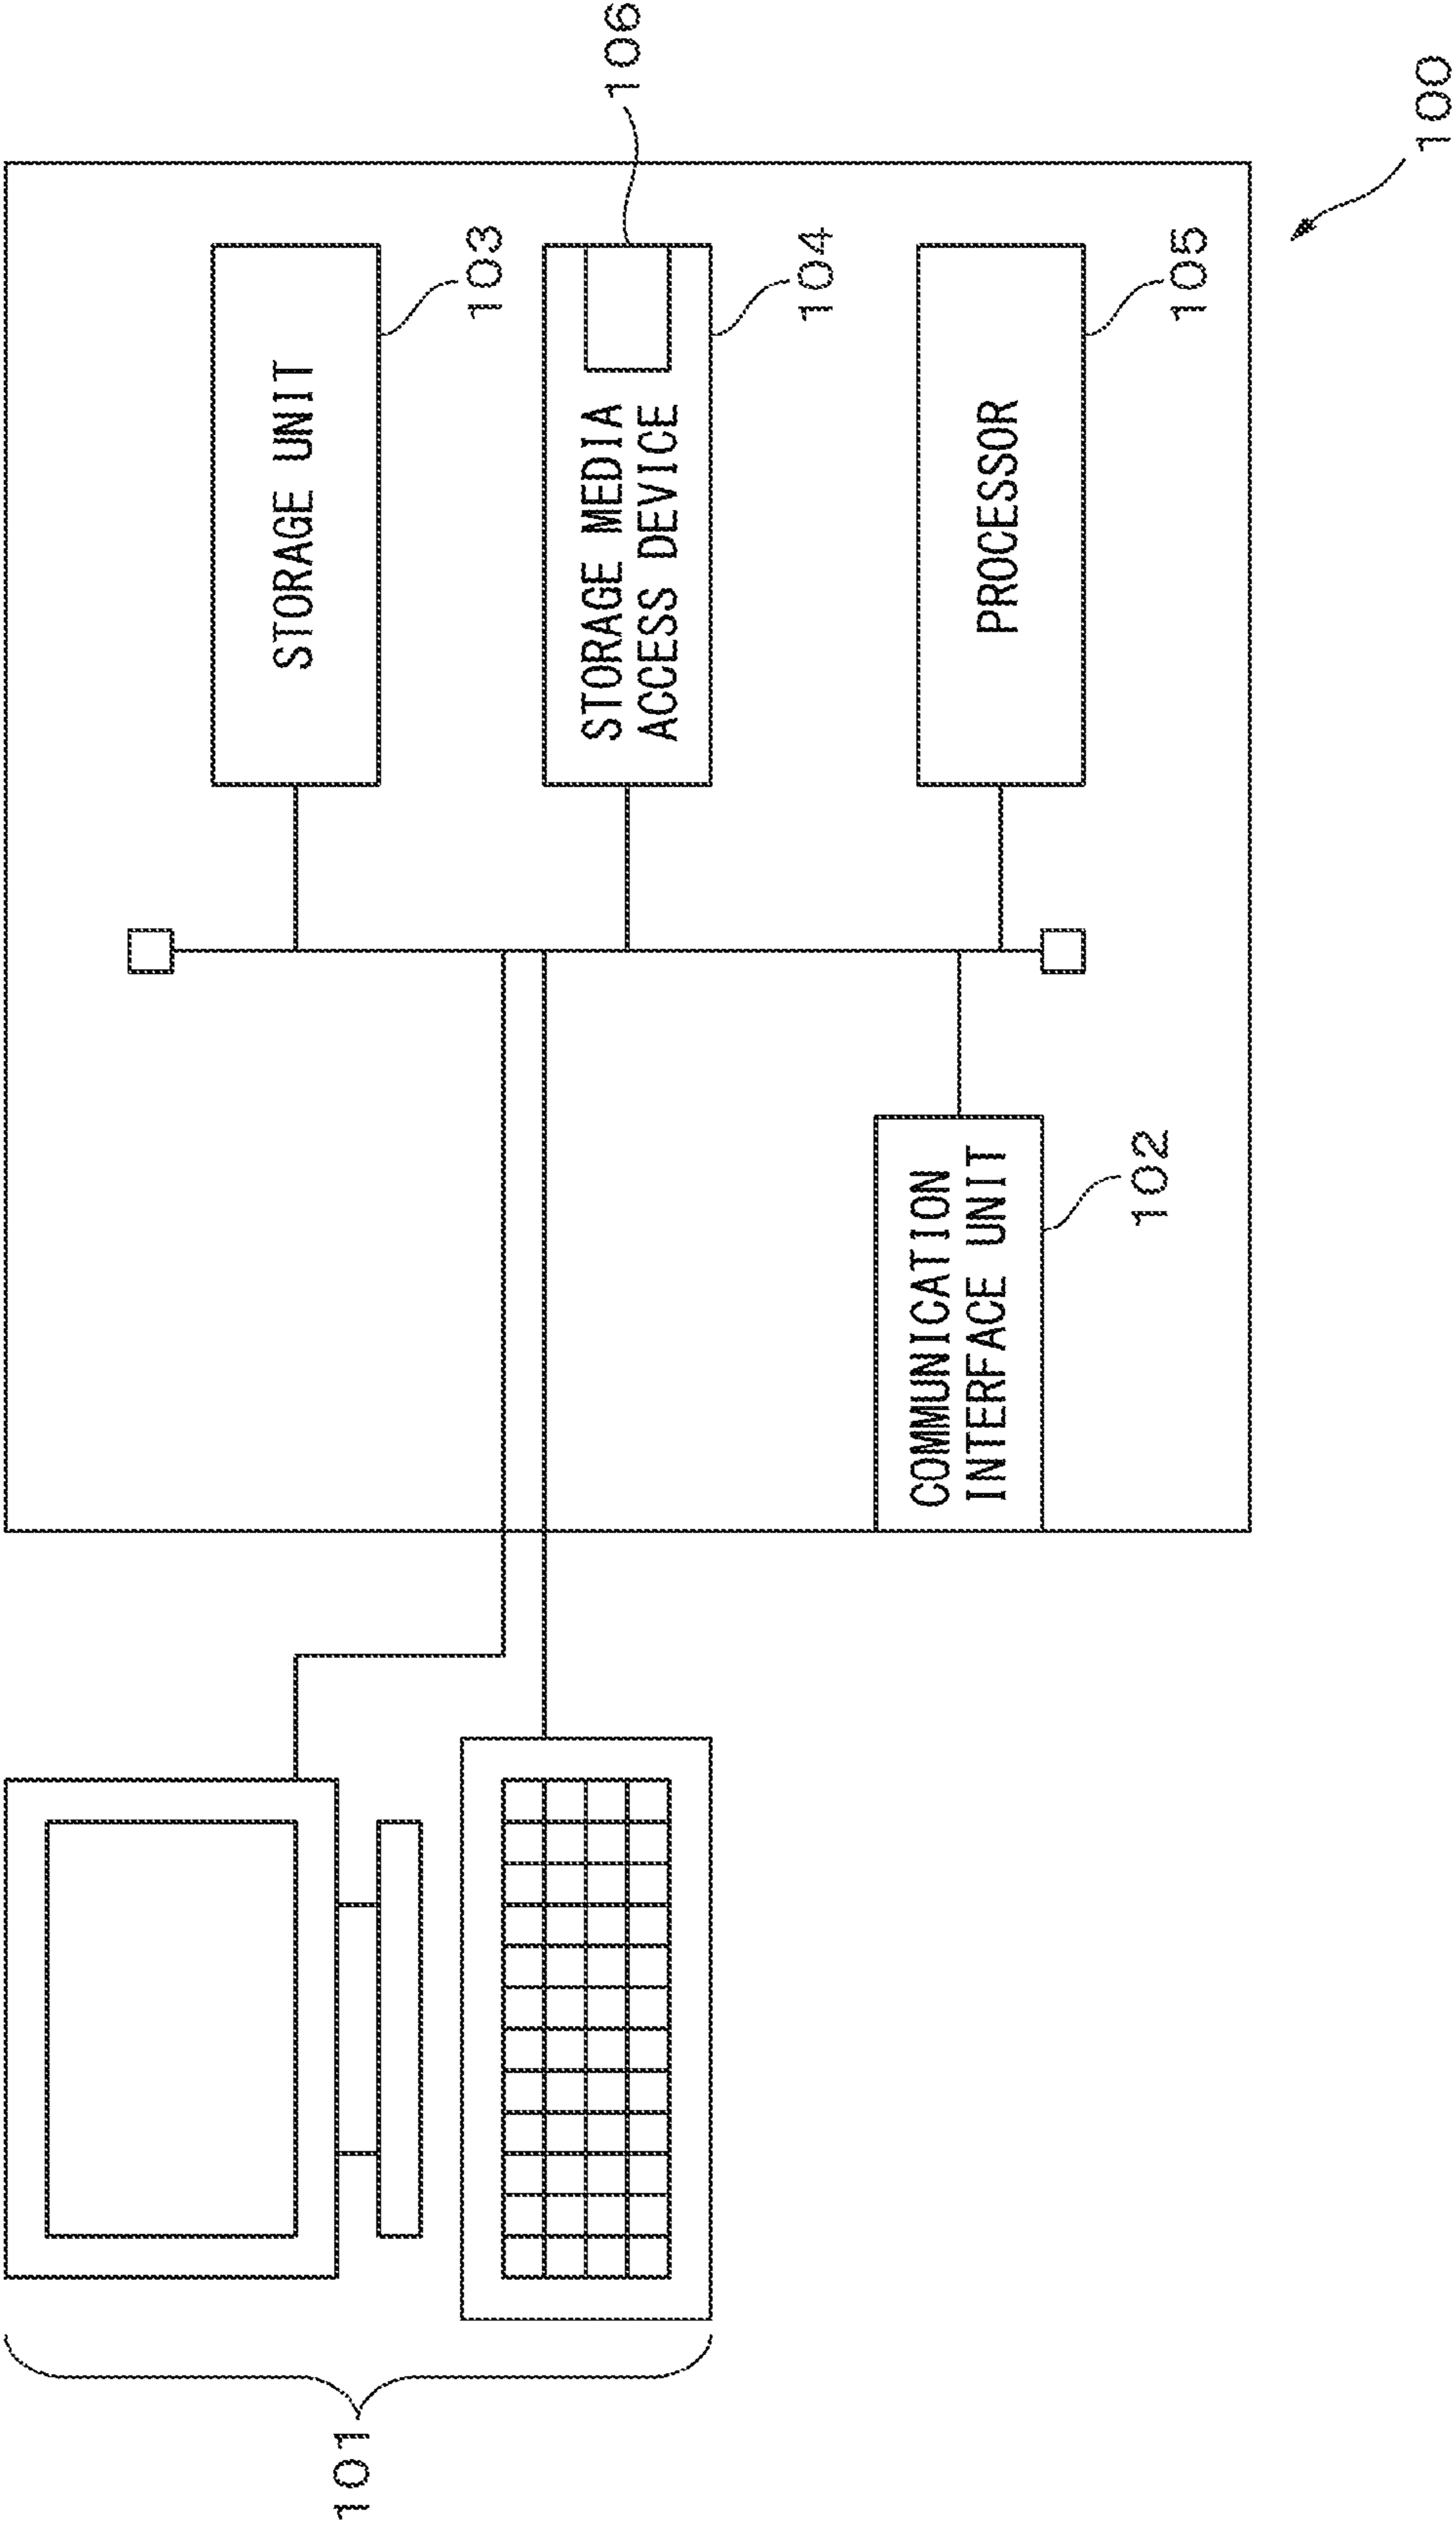 101
100
STORAGE UNIT
103
STORAGE MEDIA
ACCESS DEVICE
106
104
COMMUNICATION
INTERFACE UNIT
102
PROCESSOR
105